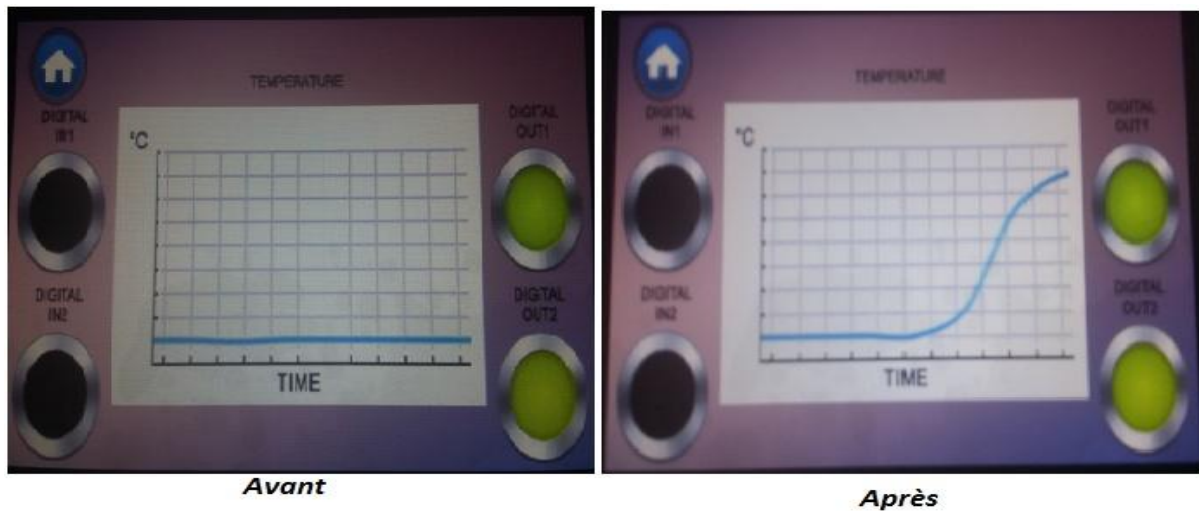 TEMPERATURE
DIGITAL
IN1
DIGITAL
OUT1
°C
DIGITAL
IN2
DIGITAL
OUT2
TIME
Avant
TEMPERATURE
DIGITAL
IN1
DIGITAL
OUT1
°C
DIGITAL
IN2
DIGITAL
OUT2
TIME
Après